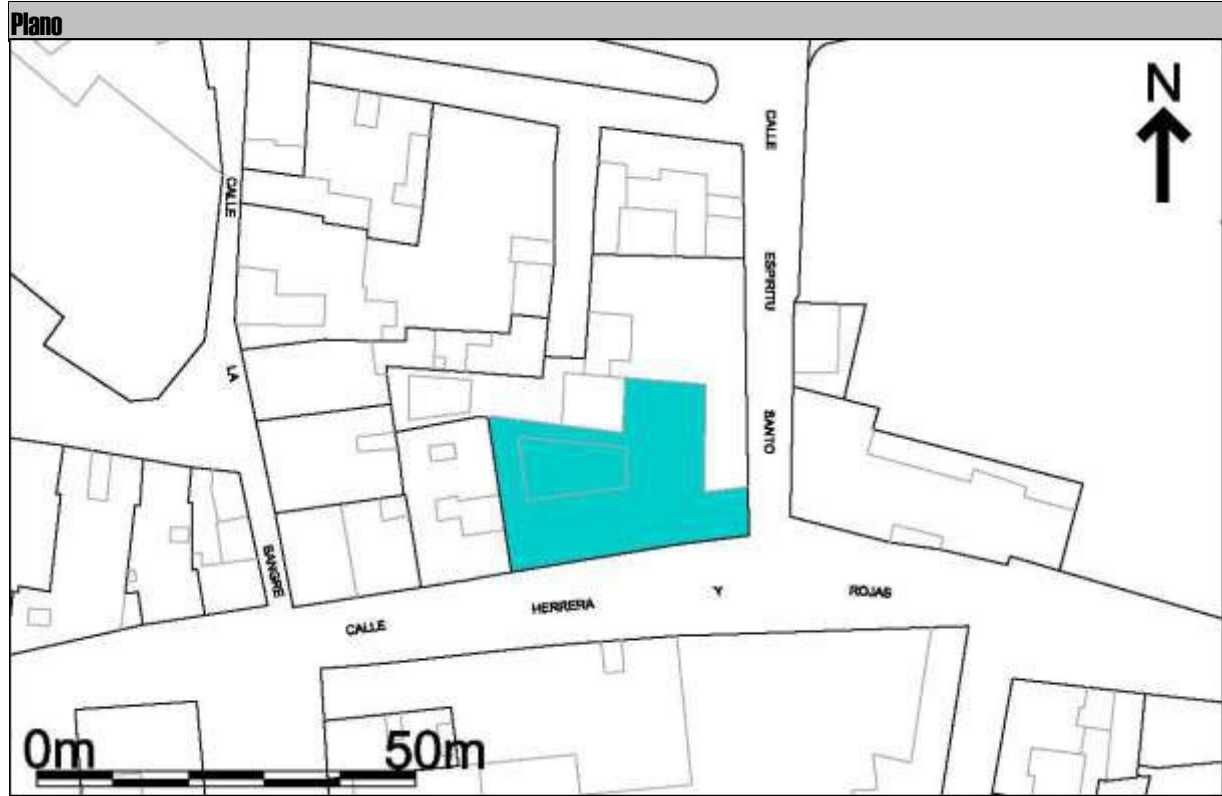 Plano
N
CALLE
ESPIRITU
SANTO
CALLE
LA
SANGRE
CALLE
HERRERA
Y
ROJAS
0m
50m